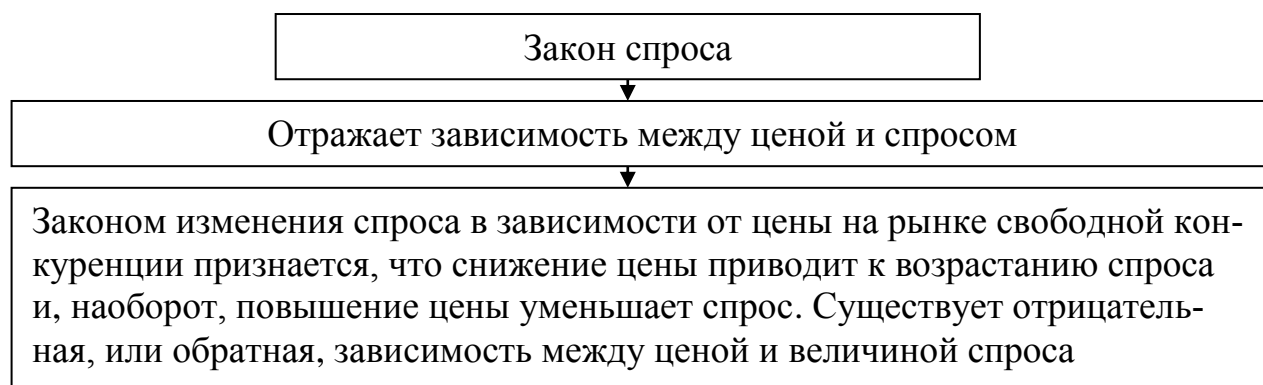 Закон спроса
Отражает зависимость между ценой и спросом
Законом изменения спроса в зависимости от цены на рынке свободной кон-
куренции признается, что снижение цены приводит к возрастанию спроса
и, наоборот, повышение цены уменьшает спрос. Существует отрицатель-
ная, или обратная, зависимость между ценой и величиной спроса